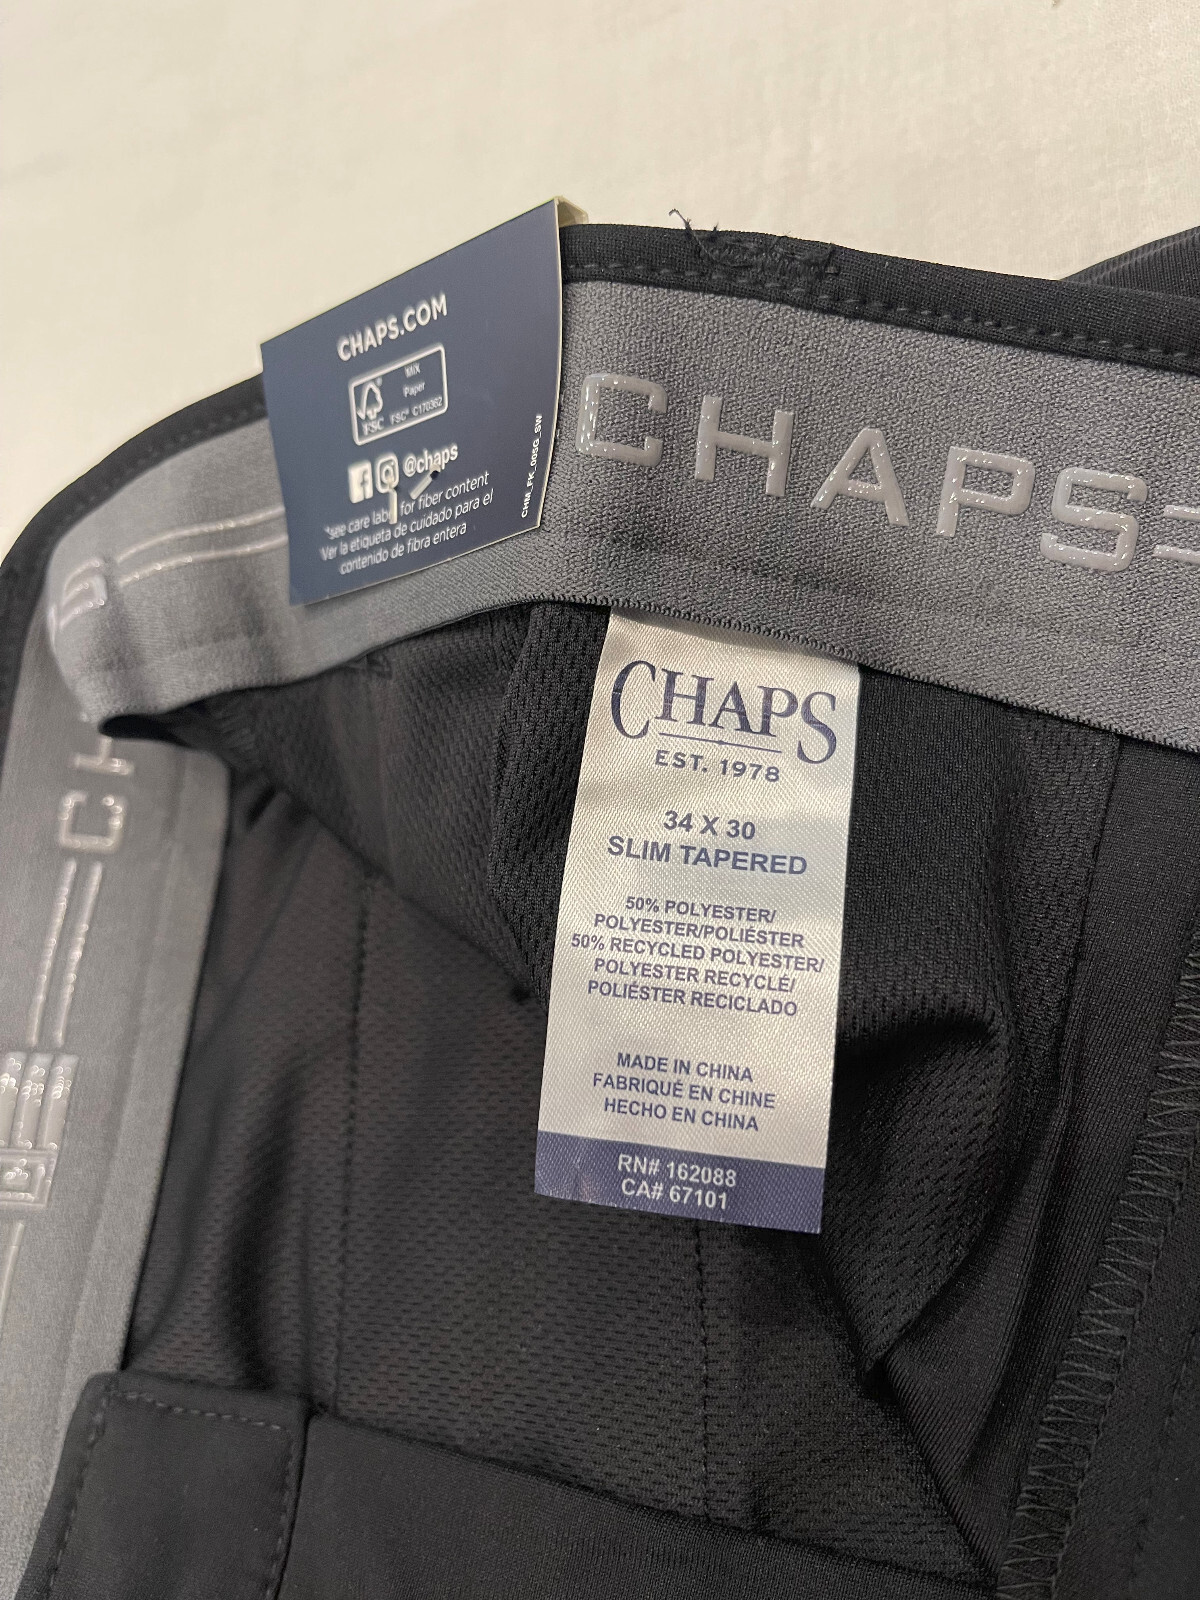 CHAPS.COM
MIX
Paper
FSC
FSC® C170362
@chaps
*see care label for fiber content
Ver la etiqueta de cuidado para el
contenido de fibra entera
CHM_FK_005G_SW
CHAPS
CHAPS
EST. 1978
34 X 30
SLIM TAPERED
50% POLYESTER/
POLYESTER/POLIÉSTER
50% RECYCLED POLYESTER/
POLYESTER RECYCLÉ/
POLIÉSTER RECICLADO
MADE IN CHINA
FABRIQUÉ EN CHINE
HECHO EN CHINA
RN# 162088
CA# 67101